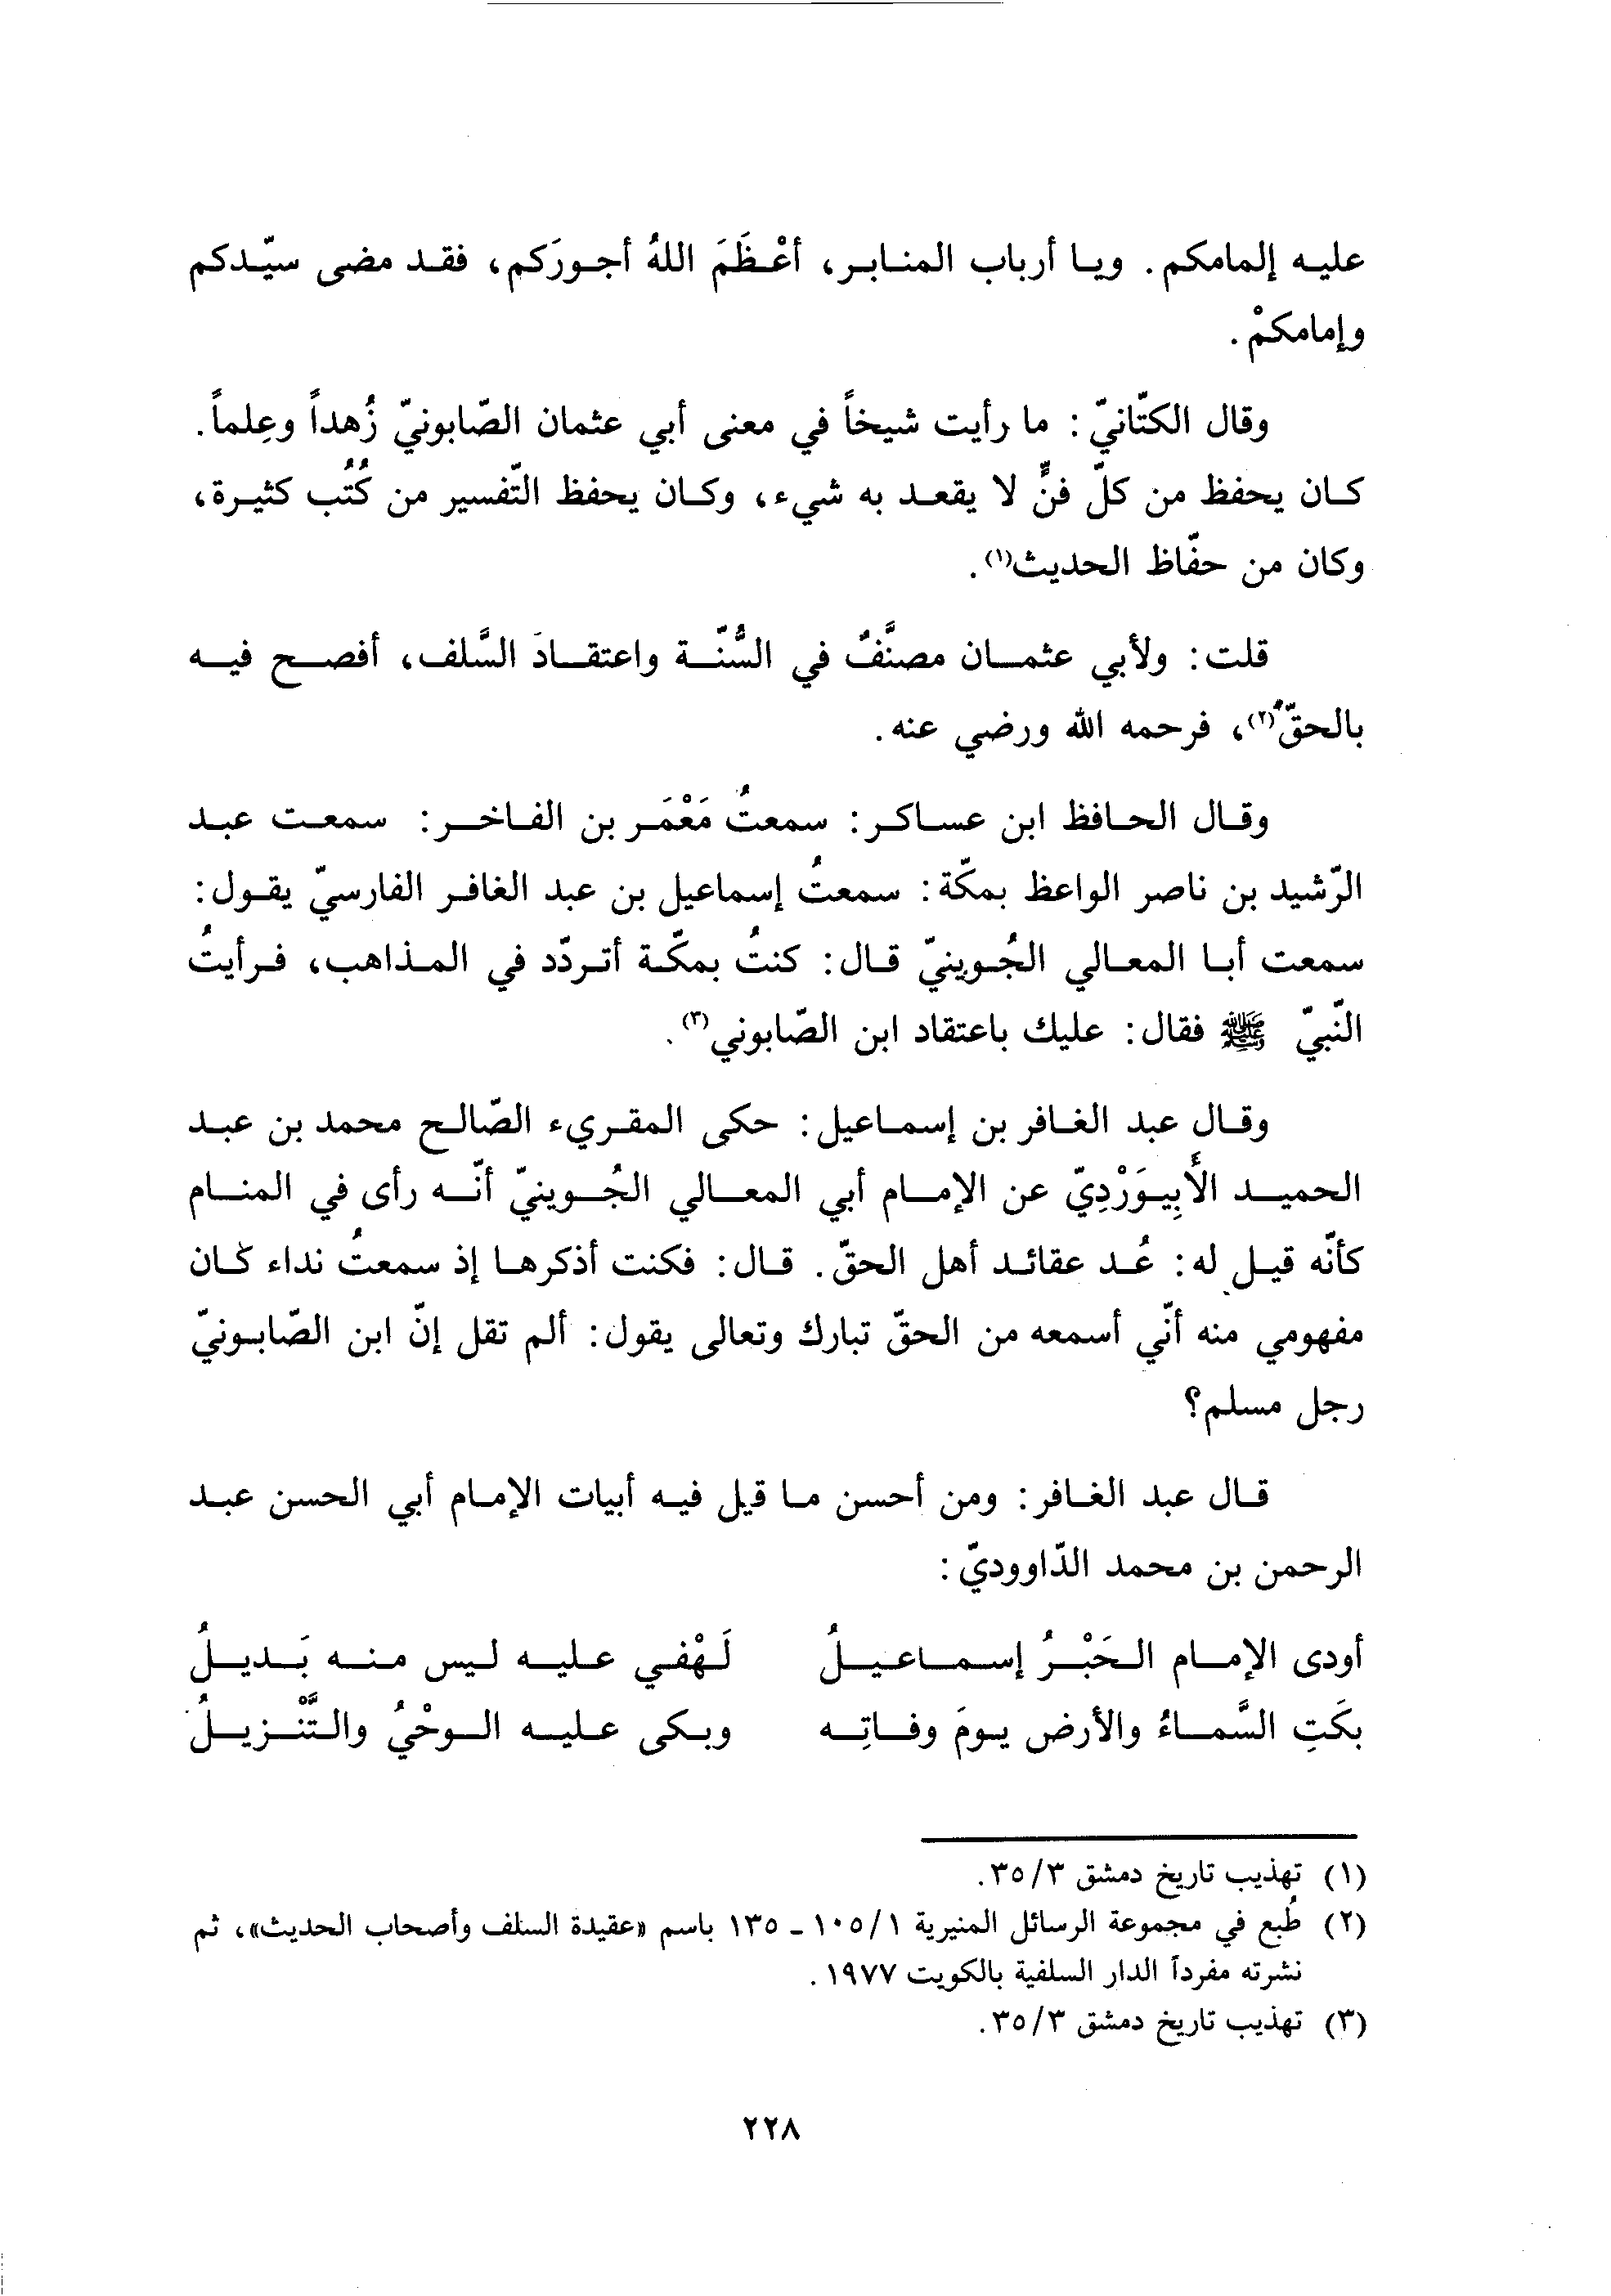 عليه إلمامكم. ويا أرباب المنابر، أعْظَمَ اللهُ أجورَكم، فقد مضى سيّدكم
وإمامكمْ.
وقال الكتّانيّ: ما رأيت شيخاً في معنى أبي عثمان الصّابونيّ زُهداً وعِلماً.
كان يحفظ من كلّ فنٍّ لا يقعد به شيء، وكان يحفظ التّفسير من كُتُب كثيرة،
وكان من حفّاظ الحديث(١).
قلت: ولأبي عثمان مصنَّفٌ في السُّنّة واعتقادَ السَّلف، أفصح فيه
بالحقّ(٢)، فرحمه الله ورضي عنه.
وقال الحافظ ابن عساكر: سمعتُ مَعْمَر بن الفاخر: سمعت عبد
الرّشيد بن ناصر الواعظ بمكّة: سمعتُ إسماعيل بن عبد الغافر الفارسيّ يقول:
سمعت أبا المعالي الجُوينيّ قال: كنتُ بمكّة أتردّد في المذاهب، فرأيتُ
النّبيّ ﷺ فقال: عليك باعتقاد ابن الصّابوني(٣).
وقال عبد الغافر بن إسماعيل: حكى المقريء الصّالح محمد بن عبد
الحميد الأَبِيوَرْدِيّ عن الإمام أبي المعالي الجُوينيّ أنّه رأى في المنام
كأنّه قيل له: عُد عقائد أهل الحقّ. قال: فكنت أذكرها إذ سمعتُ نداء كان
مفهومي منه أنّي أسمعه من الحقّ تبارك وتعالى يقول: ألم تقل إنّ ابن الصّابونيّ
رجل مسلم؟
قال عبد الغافر: ومن أحسن ما قيل فيه أبيات الإمام أبي الحسن عبد
الرحمن بن محمد الدّاووديّ:
أودى الإمام الحَبْرُ إسماعيلُ لَهْفي عليه ليس منه بَديلُ
بكَتِ السَّماءُ والأرض يومَ وفاتِه وبكى عليه الوحْيُ والتَّنْزيلُ
(١) تهذيب تاريخ دمشق ٣٥/٣.
(٢) طُبع في مجموعة الرسائل المنيرية ١٠٥/١ - ١٣٥ باسم «عقيدة السلف وأصحاب الحديث»، ثم
نشرته مفرداً الدار السلفية بالكويت ١٩٧٧.
(٣) تهذيب تاريخ دمشق ٣٥/٣.
٢٢٨